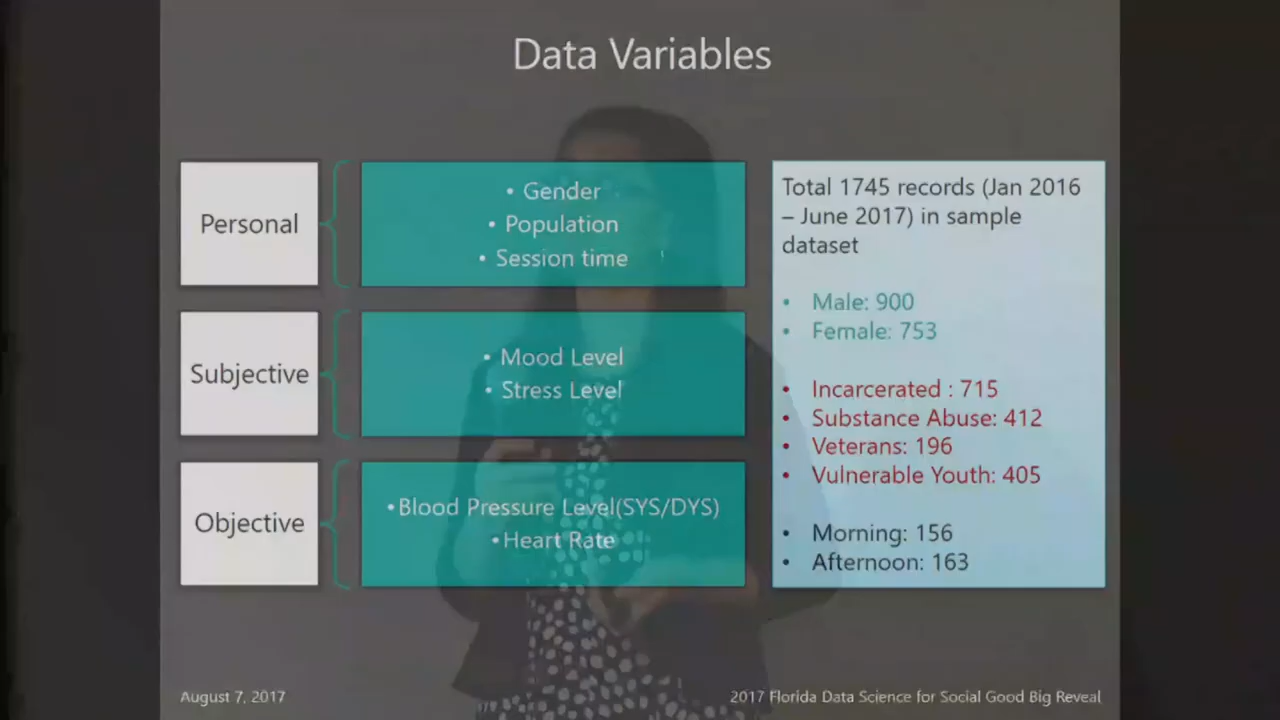 Data Variables
Personal
• Gender
• Population
• Session time
Subjective
• Mood Level
• Stress Level
Objective
• Blood Pressure Level(SYS/DYS)
• Heart Rate
Total 1745 records (Jan 2016
– June 2017) in sample
dataset
• Male: 900
• Female: 753
• Incarcerated : 715
• Substance Abuse: 412
• Veterans: 196
• Vulnerable Youth: 405
• Morning: 156
• Afternoon: 163
August 7, 2017
2017 Florida Data Science for Social Good Big Reveal